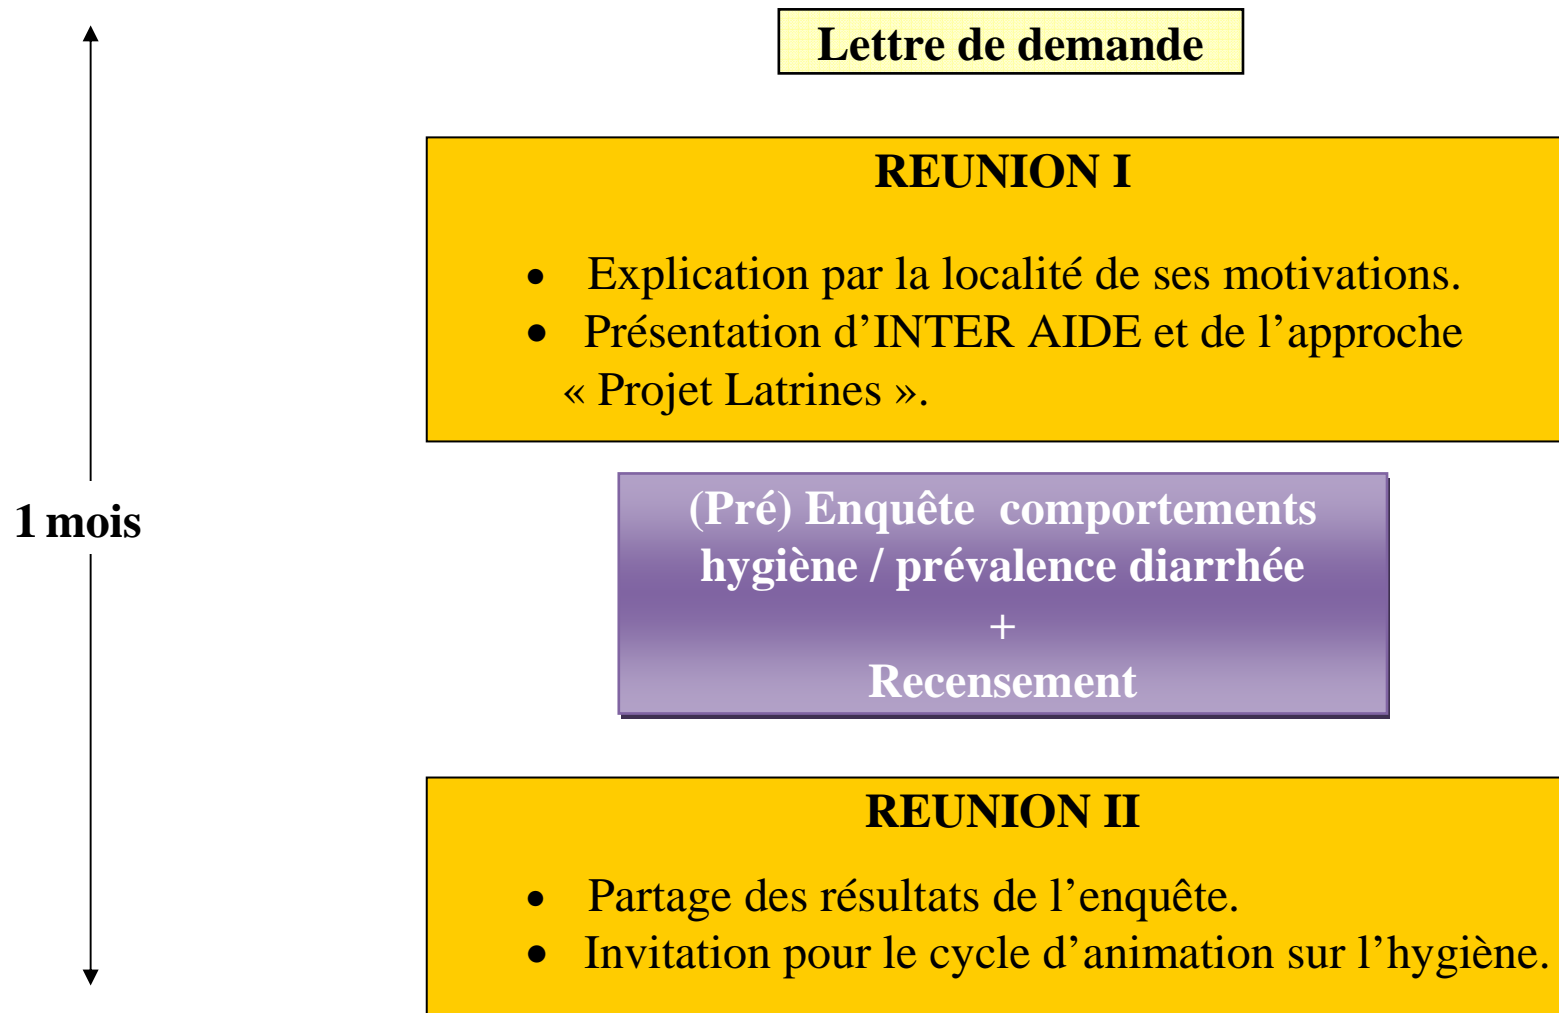 Lettre de demande
REUNION I
• Explication par la localité de ses motivations.
• Présentation d’INTER AIDE et de l’approche
« Projet Latrines ».
1 mois
(Pré) Enquête comportements
hygiène / prévalence diarrhée
+
Recensement
REUNION II
• Partage des résultats de l’enquête.
• Invitation pour le cycle d’animation sur l’hygiène.